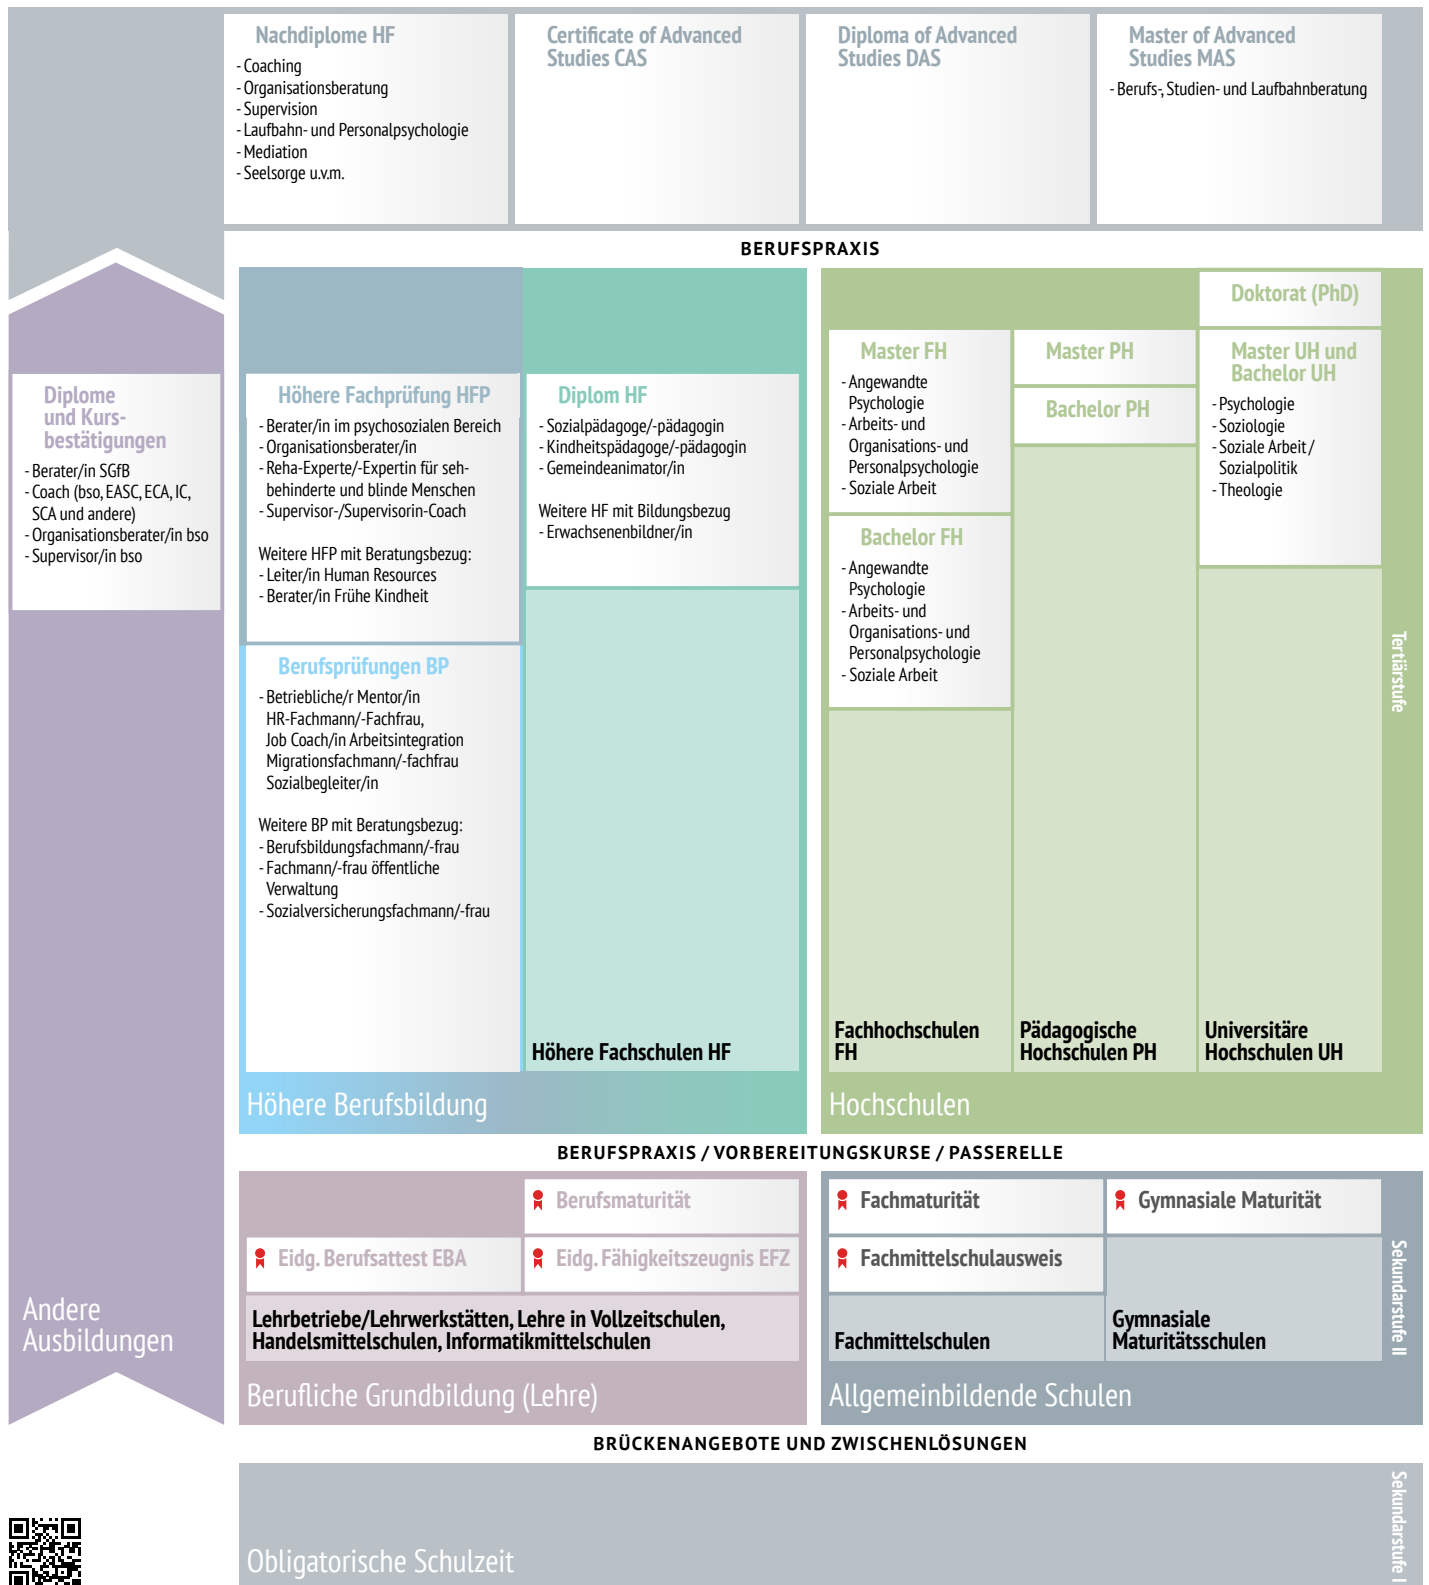 Nachdiplome HF
- Coaching
- Organisationsberatung
- Supervision
- Laufbahn- und Personalpsychologie
- Mediation
- Seelsorge u.v.m.
Certificate of Advanced
Studies CAS
Diploma of Advanced
Studies DAS
Master of Advanced
Studies MAS
- Berufs-, Studien- und Laufbahnberatung
BERUFSPRAXIS
Diplome
und Kurs-
bestätigungen
- Berater/in SGfB
- Coach (bso, EASC, ECA, IC,
SCA und andere)
- Organisationsberater/in bso
- Supervisor/in bso
Höhere Fachprüfung HFP
- Berater/in im psychosozialen Bereich
- Organisationsberater/in
- Reha-Experte/-Expertin für seh-
behinderte und blinde Menschen
- Supervisor-/Supervisorin-Coach
Weitere HFP mit Beratungsbezug:
- Leiter/in Human Resources
- Berater/in Frühe Kindheit
Berufsprüfungen BP
- Betriebliche/r Mentor/in
HR-Fachmann/-Fachfrau,
Job Coach/in Arbeitsintegration
Migrationsfachmann/-fachfrau
Sozialbegleiter/in
Weitere BP mit Beratungsbezug:
- Berufsbildungsfachmann/-frau
- Fachmann/-frau öffentliche
Verwaltung
- Sozialversicherungsfachmann/-frau
Diplom HF
- Sozialpädagoge/-pädagogin
- Kindheitspädagoge/-pädagogin
- Gemeindeanimator/in
Weitere HF mit Bildungsbezug
- Erwachsenenbildner/in
Höhere Fachschulen HF
Höhere Berufsbildung
Master FH
- Angewandte
Psychologie
- Arbeits- und
Organisations- und
Personalpsychologie
- Soziale Arbeit
Bachelor FH
- Angewandte
Psychologie
- Arbeits- und
Organisations- und
Personalpsychologie
- Soziale Arbeit
Fachhochschulen
FH
Master PH
Bachelor PH
Pädagogische
Hochschulen PH
Doktorat (PhD)
Master UH und
Bachelor UH
- Psychologie
- Soziologie
- Soziale Arbeit/
Sozialpolitik
- Theologie
Universitäre
Hochschulen UH
Hochschulen
Tertiärstufe
BERUFSPRAXIS / VORBEREITUNGSKURSE / PASSERELLE
Berufsmaturität
Eidg. Berufsattest EBA
Eidg. Fähigkeitszeugnis EFZ
Lehrbetriebe/Lehrwerkstätten, Lehre in Vollzeitschulen,
Handelsmittelschulen, Informatikmittelschulen
Berufliche Grundbildung (Lehre)
Fachmaturität
Gymnasiale Maturität
Fachmittelschulausweis
Fachmittelschulen
Gymnasiale
Maturitätsschulen
Allgemeinbildende Schulen
Sekundarstufe II
Andere
Ausbildungen
BRÜCKENANGEBOTE UND ZWISCHENLÖSUNGEN
Obligatorische Schulzeit
Sekundarstufe I